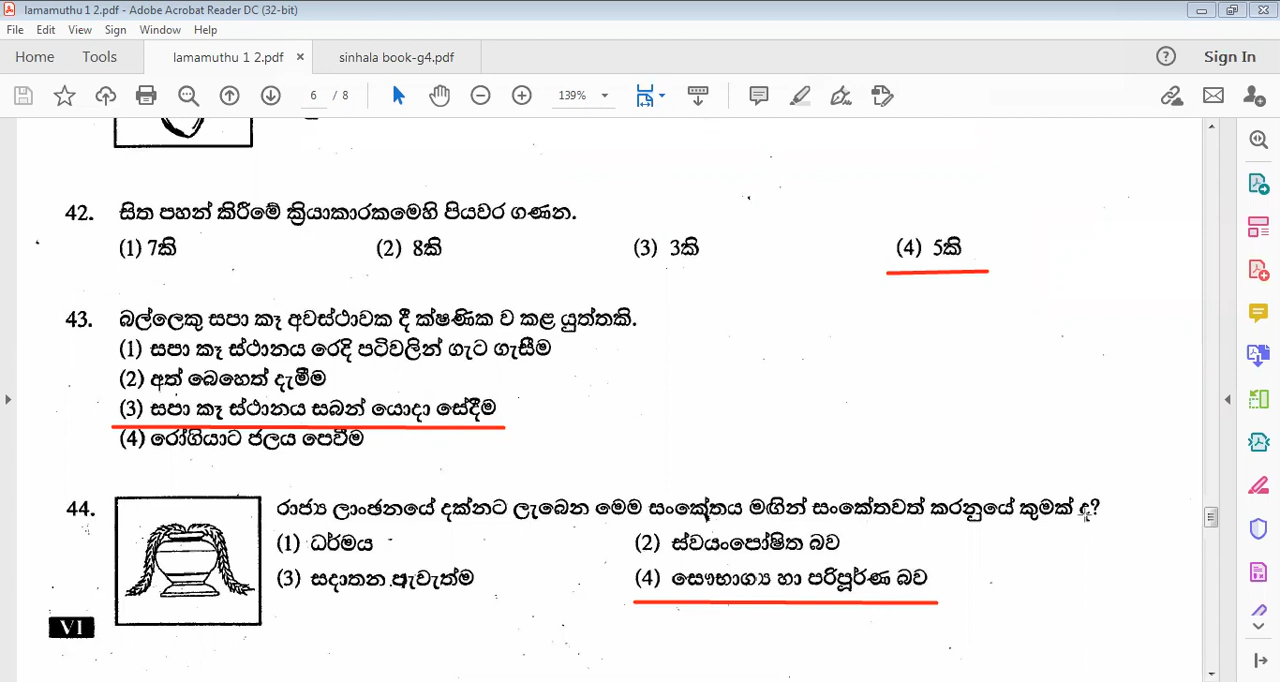 lamamuthu 1 2.pdf - Adobe Acrobat Reader DC (32-bit)
File Edit View Sign Window Help
Home Tools lamamuthu 1 2.pdf × sinhala book-g4.pdf ? Sign In
6 / 8 139%
42. සිත පහන් කිරීමේ ක්‍රියාකාරකමෙහි පියවර ගණන.
(1) 7කි (2) 8කි (3) 3කි (4) 5කි
43. බල්ලෙකු සපා කෑ අවස්ථාවක දී ක්ෂණික ව කළ යුත්තකි.
(1) සපා කෑ ස්ථානය රෙදි පටිවලින් ගැට ගැසීම
(2) අත් බෙහෙත් දැමීම
(3) සපා කෑ ස්ථානය සබන් යොදා සේදීම
(4) රෝගියාට ජලය පෙවීම
44. රාජ්‍ය ලාංඡනයේ දක්නට ලැබෙන මෙම සංකේතය මඟින් සංකේතවත් කරනුයේ කුමක් ද?
(1) ධර්මය (2) ස්වයංපෝෂිත බව
(3) සදාතන පැවැත්ම (4) සෞභාග්‍ය හා පරිපූර්ණ බව
VI